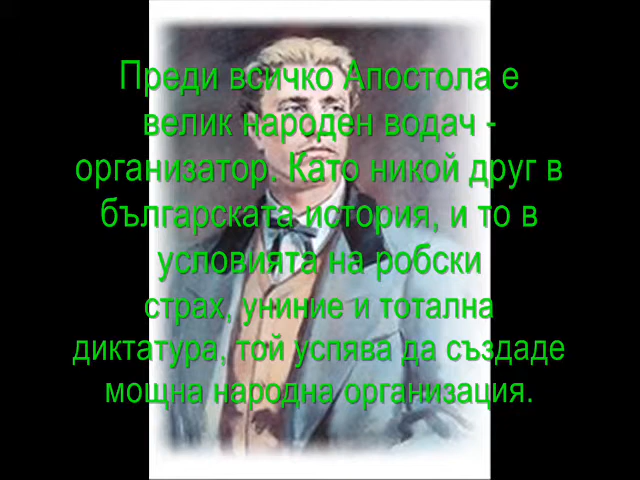 Преди всичко Апостола е
велик народен водач -
организатор. Като никой друг в
българската история, и то в
условията на робски
страх, униние и тотална
диктатура, той успява да създаде
мощна народна организация.